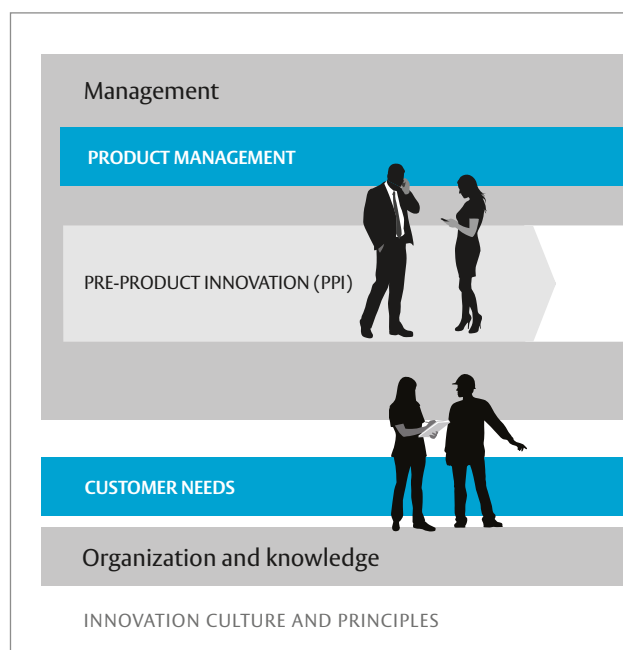 Management
PRODUCT MANAGEMENT
PRE-PRODUCT INNOVATION (PPI)
CUSTOMER NEEDS
Organization and knowledge
INNOVATION CULTURE AND PRINCIPLES